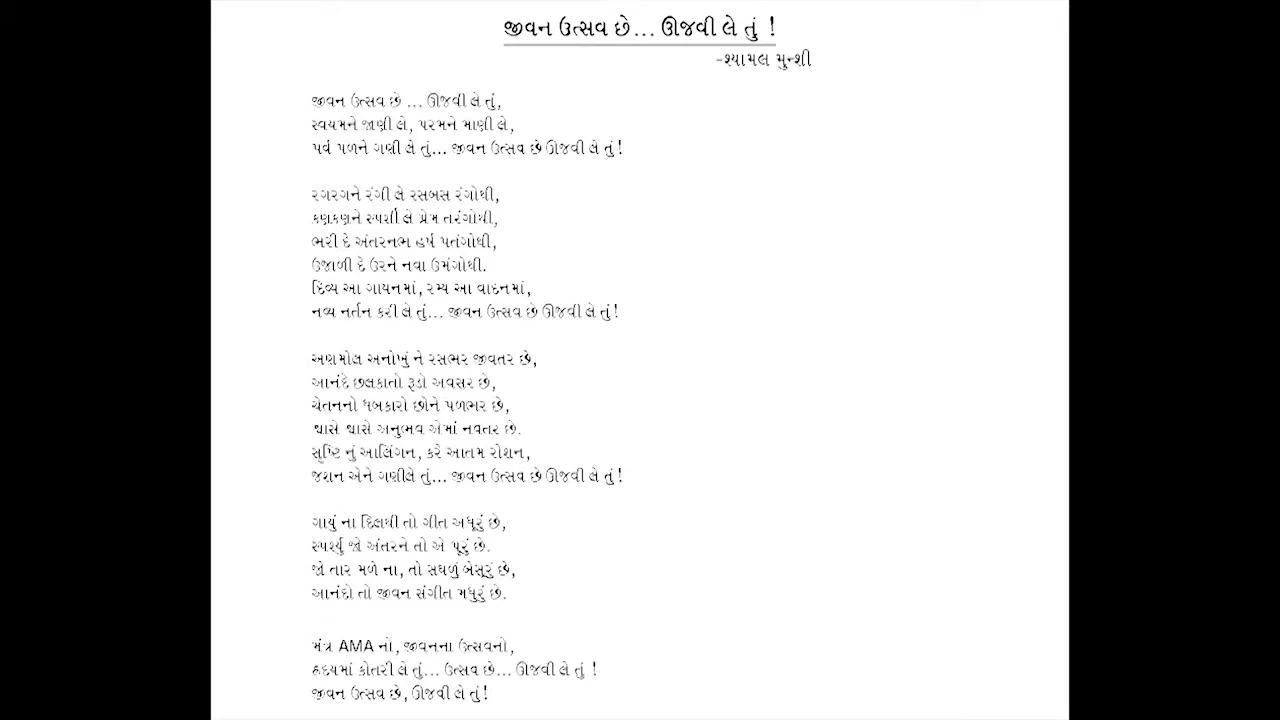 જીવન ઉત્સવ છે... ઊજવી લે તું !
-શ્યામલ મુન્શી
જીવન ઉત્સવ છે ... ઊજવી લે તું,
સ્વયમને જાણી લે, પરમને માણી લે,
પર્વ પળને ગણી લે તું... જીવન ઉત્સવ છે ઊજવી લે તું !
રગરગને રંગી લે રસબસ રંગોથી,
કણકણને સ્પર્શી લે પ્રેમ તરંગોથી,
ભરી દે અંતરનભ હર્ષ પતંગોથી,
ઉજાળી દે ઉરને નવા ઉમંગોથી.
દિવ્ય આ ગાયનમાં, રમ્ય આ વાદનમાં,
નવ્ય નર્તન કરી લે તું... જીવન ઉત્સવ છે ઊજવી લે તું !
અણમોલ અનોખું ને રસભર જીવતર છે,
આનંદે છલકાતો રૂડો અવસર છે,
ચેતનનો ધબકારો છોને પળભર છે,
શ્વાસે શ્વાસે અનુભવ એમાં નવતર છે.
સૃષ્ટિ નું આલિંગન, કરે આતમ રોશન,
જશન એને ગણીલે તું... જીવન ઉત્સવ છે ઊજવી લે તું !
ગાયું ના દિલથી તો ગીત અધૂરું છે,
સ્પર્શ્યુ જો અંતરને તો એ પૂરું છે.
જો તાર મળે ના, તો સઘળું બેસૂરું છે,
આનંદો તો જીવન સંગીત મધુરું છે.
મંત્ર AMA નો, જીવનના ઉત્સવનો,
હ્રદયમાં કોતરી લે તું... ઉત્સવ છે... ઊજવી લે તું !
જીવન ઉત્સવ છે, ઊજવી લે તું !